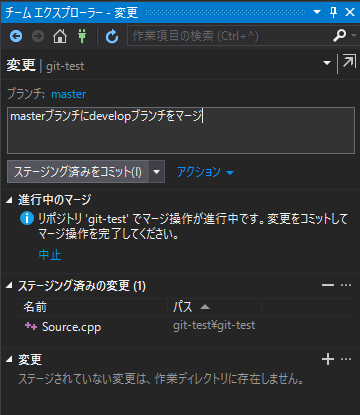 チーム エクスプローラー - 変更
作業項目の検索 (Ctrl+^)
変更 | git-test
ブランチ: master
masterブランチにdevelopブランチをマージ
ステージング済みをコミット(I) アクション
進行中のマージ
リポジトリ 'git-test' でマージ操作が進行中です。変更をコミットして
マージ操作を完了してください。
中止
ステージング済みの変更 (1)
名前 パス
Source.cpp git-test¥git-test
変更
ステージされていない変更は、作業ディレクトリに存在しません。